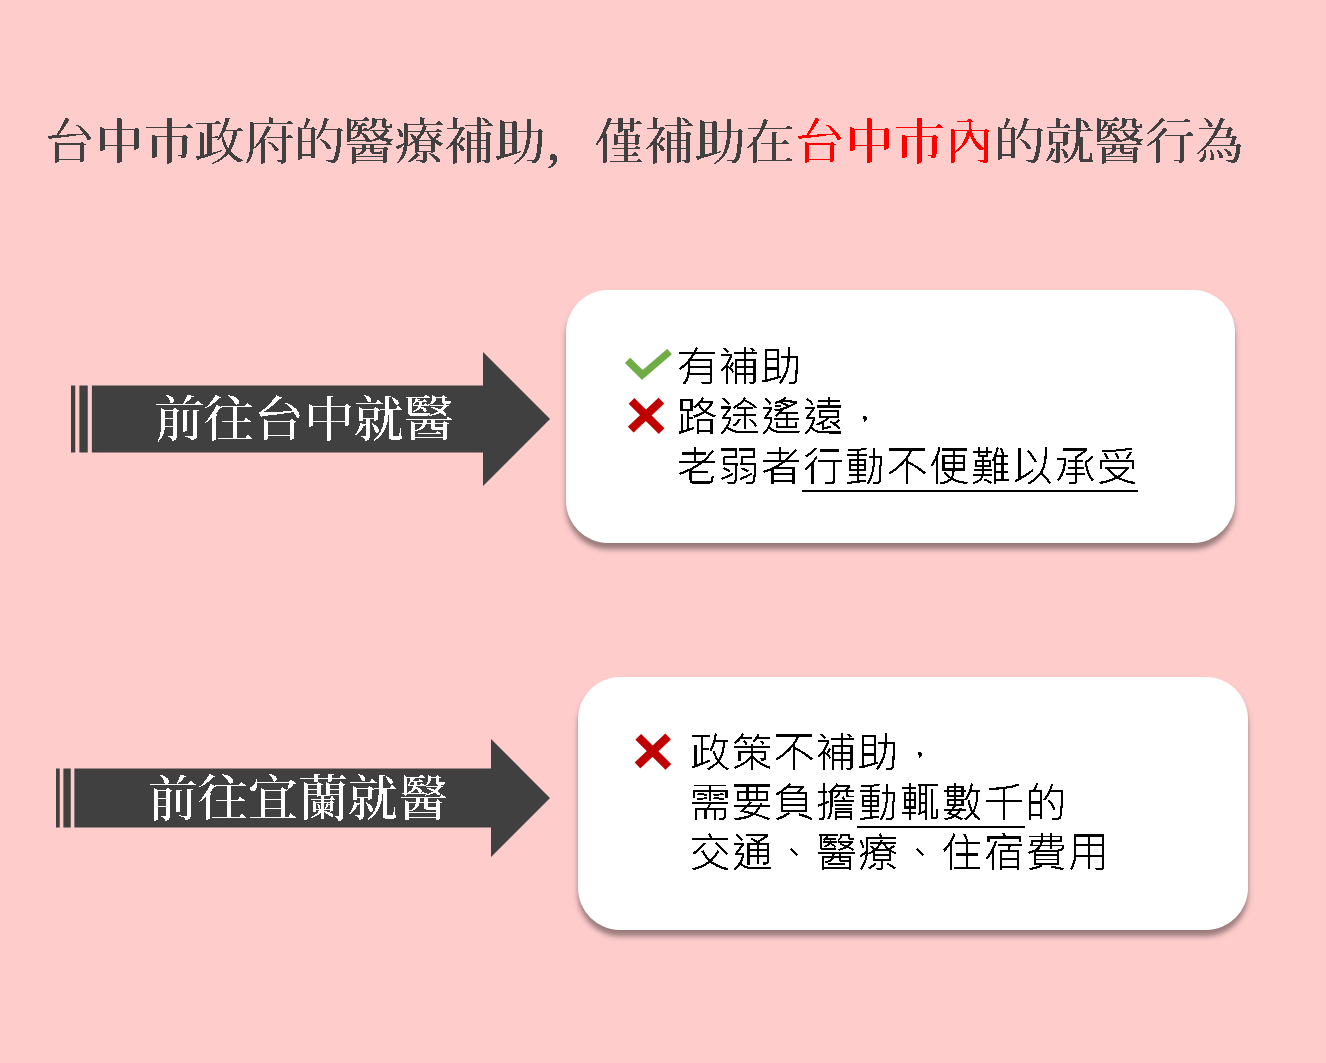 台中市政府的醫療補助，僅補助在台中市內的就醫行為
前往台中就醫
有補助
路途遙遠，
老弱者行動不便難以承受
前往宜蘭就醫
政策不補助，
需要負擔動輒數千的
交通、醫療、住宿費用